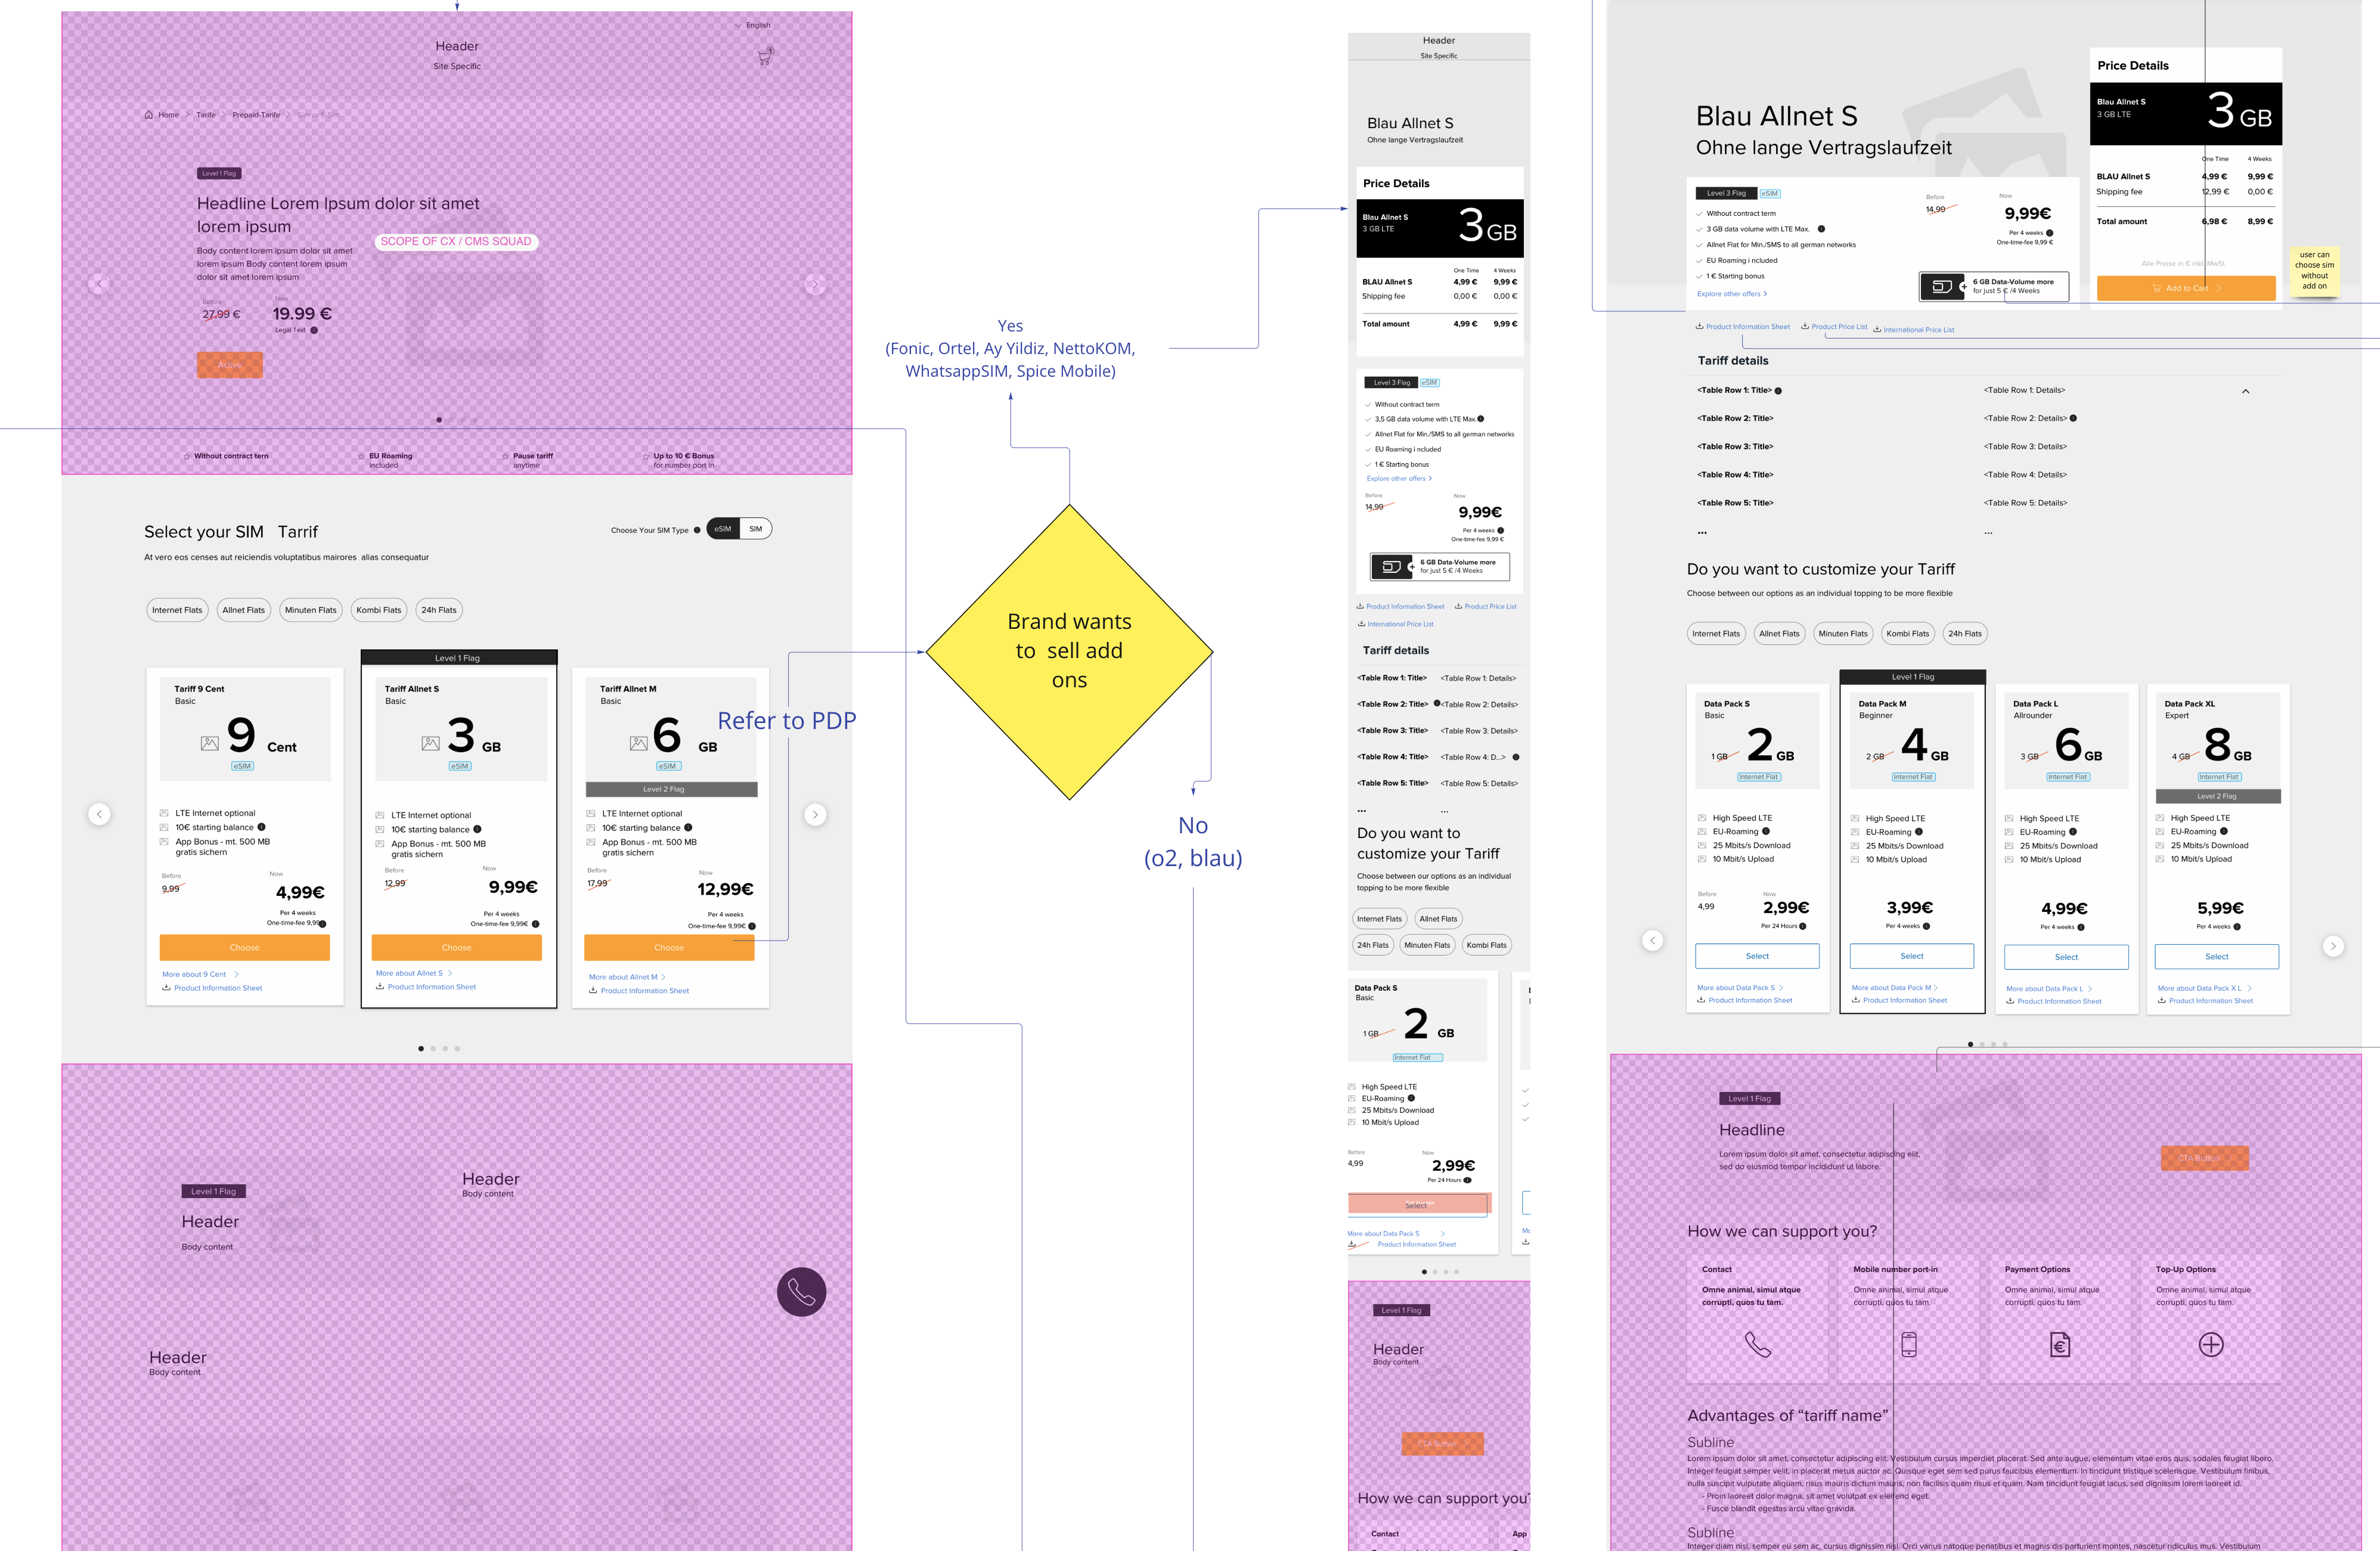 English
Header
1
Site Specific
Home > Tarife > Prepaid-Tarife > Sim or E-Sim
Level 1 Flag
Headline Lorem Ipsum dolor sit amet
lorem ipsum
SCOPE OF CX / CMS SQUAD
Body content lorem ipsum dolor sit amet
lorem ipsum Body content lorem ipsum
dolor sit amet lorem ipsum
Before
Now
27,99 €
19.99 €
Legal Text
Active
Without contract tern
EU Roaming
included
Pause tariff
anytime
Up to 10 € Bonus
for number port in
Select your SIM Tarrif
Choose Your SIM Type
eSIM
SIM
At vero eos censes aut reiciendis voluptatibus mairores alias consequatur
Internet Flats
Allnet Flats
Minuten Flats
Kombi Flats
24h Flats
Tariff 9 Cent
Basic
9 Cent
eSIM
LTE Internet optional
10€ starting balance
App Bonus - mt. 500 MB
gratis sichern
Before
Now
9,99
4,99€
Per 4 weeks
One-time-fee 9,99
Choose
More about 9 Cent >
Product Information Sheet
Level 1 Flag
Tariff Allnet S
Basic
3 GB
eSIM
LTE Internet optional
10€ starting balance
App Bonus - mt. 500 MB
gratis sichern
Before
Now
12,99
9,99€
Per 4 weeks
One-time-fee 9,99€
Choose
More about Allnet S >
Product Information Sheet
Tariff Allnet M
Basic
6 GB
eSIM
Level 2 Flag
LTE Internet optional
10€ starting balance
App Bonus - mt. 500 MB
gratis sichern
Before
Now
17,99
12,99€
Per 4 weeks
One-time-fee 9,99€
Choose
More about Allnet M >
Product Information Sheet
Refer to PDP
Level 1 Flag
Header
Body content
Header
Body content
Header
Body content
Yes
(Fonic, Ortel, Ay Yildiz, NettoKOM,
WhatsappSIM, Spice Mobile)
Brand wants
to sell add
ons
No
(o2, blau)
Header
Site Specific
Blau Allnet S
Ohne lange Vertragslaufzeit
Price Details
Blau Allnet S
3 GB LTE
3 GB
One Time 4 Weeks
BLAU Allnet S 4,99 € 9,99 €
Shipping fee 0,00 € 0,00 €
Total amount 4,99 € 9,99 €
Level 3 Flag
eSIM
Without contract term
3,5 GB data volume with LTE Max.
Allnet Flat for Min./SMS to all german networks
EU Roaming i ncluded
1 € Starting bonus
Explore other offers >
Before
Now
14,99
9,99€
Per 4 weeks
One-time-fee 9,99 €
6 GB Data-Volume more
for just 5 € /4 Weeks
Product Information Sheet
Product Price List
International Price List
Tariff details
<Table Row 1: Title> <Table Row 1: Details>
<Table Row 2: Title> <Table Row 2: Details>
<Table Row 3: Title> <Table Row 3: Details>
<Table Row 4: Title> <Table Row 4: D...>
<Table Row 5: Title> <Table Row 5: Details>
... ...
Do you want to
customize your Tariff
Choose between our options as an individual
topping to be more flexible
Internet Flats
Allnet Flats
24h Flats
Minuten Flats
Kombi Flats
Data Pack S
Basic
1 GB
2 GB
Internet Flat
High Speed LTE
EU-Roaming
25 Mbits/s Download
10 Mbit/s Upload
Before
Now
4,99
2,99€
Per 24 Hours
Select
More about Data Pack S >
Mo
Product Information Sheet
Level 1 Flag
Header
Body content
CTA Button
How we can support you?
Contact
App
Blau Allnet S
Ohne lange Vertragslaufzeit
Level 3 Flag
eSIM
Without contract term
3 GB data volume with LTE Max.
Allnet Flat for Min./SMS to all german networks
EU Roaming i ncluded
1 € Starting bonus
Explore other offers >
Before
Now
14,99
9,99€
Per 4 weeks
One-time-fee 9,99 €
6 GB Data-Volume more
for just 5 € /4 Weeks
Price Details
Blau Allnet S
3 GB LTE
3 GB
One Time 4 Weeks
BLAU Allnet S 4,99 € 9,99 €
Shipping fee 12,99 € 0,00 €
Total amount 6,98 € 8,99 €
Alle Preise in € inkl. MwSt.
Add to Cart >
user can
choose sim
without
add on
Product Information Sheet
Product Price List
International Price List
Tariff details
<Table Row 1: Title> <Table Row 1: Details>
<Table Row 2: Title> <Table Row 2: Details>
<Table Row 3: Title> <Table Row 3: Details>
<Table Row 4: Title> <Table Row 4: Details>
<Table Row 5: Title> <Table Row 5: Details>
... ...
Do you want to customize your Tariff
Choose between our options as an individual topping to be more flexible
Internet Flats
Allnet Flats
Minuten Flats
Kombi Flats
24h Flats
Data Pack S
Basic
1 GB
2 GB
Internet Flat
High Speed LTE
EU-Roaming
25 Mbits/s Download
10 Mbit/s Upload
Before
Now
4,99
2,99€
Per 24 Hours
Select
More about Data Pack S >
Product Information Sheet
Level 1 Flag
Data Pack M
Beginner
2 GB
4 GB
Internet Flat
High Speed LTE
EU-Roaming
25 Mbits/s Download
10 Mbit/s Upload
3,99€
Per 4 weeks
Select
More about Data Pack M >
Product Information Sheet
Data Pack L
Allrounder
3 GB
6 GB
Internet Flat
High Speed LTE
EU-Roaming
25 Mbits/s Download
10 Mbit/s Upload
4,99€
Per 4 weeks
Select
More about Data Pack L >
Product Information Sheet
Data Pack XL
Expert
4 GB
8 GB
Internet Flat
Level 2 Flag
High Speed LTE
EU-Roaming
25 Mbits/s Download
10 Mbit/s Upload
5,99€
Per 4 weeks
Select
More about Data Pack X L >
Product Information Sheet
Level 1 Flag
Headline
Lorem ipsum dolor sit amet, consectetur adipiscing elit,
sed do eiusmod tempor incididunt ut labore.
CTA Button
How we can support you?
Contact
Omne animal, simul atque
corrupti, quos tu tam.
Mobile number port-in
Omne animal, simul atque
corrupti, quos tu tam.
Payment Options
Omne animal, simul atque
corrupti, quos tu tam.
Top-Up Options
Omne animal, simul atque
corrupti, quos tu tam.
Advantages of “tariff name”
Subline
Lorem ipsum dolor sit amet, consectetur adipiscing elit. Vestibulum cursus imperdiet placerat. Sed ante augue, elementum vitae eros quis, sodales feugiat libero.
Integer feugiat semper velit, in placerat metus auctor ac. Quisque eget sem sed purus faucibus elementum. In tincidunt tristique scelerisque. Vestibulum finibus,
nulla suscipit vulputate aliquam, risus mauris dictum mauris, non facilisis quam risus et quam. Nam tincidunt feugiat lacus, sed dignissim lorem laoreet id.
- Proin laoreet dolor magna, sit amet volutpat ex eleifend eget.
- Fusce blandit egestas arcu vitae gravida.
Subline
Integer diam nisl, semper eu sem ac, cursus dignissim nisl. Orci varius natoque penatibus et magnis dis parturient montes, nascetur ridiculus mus. Vestibulum